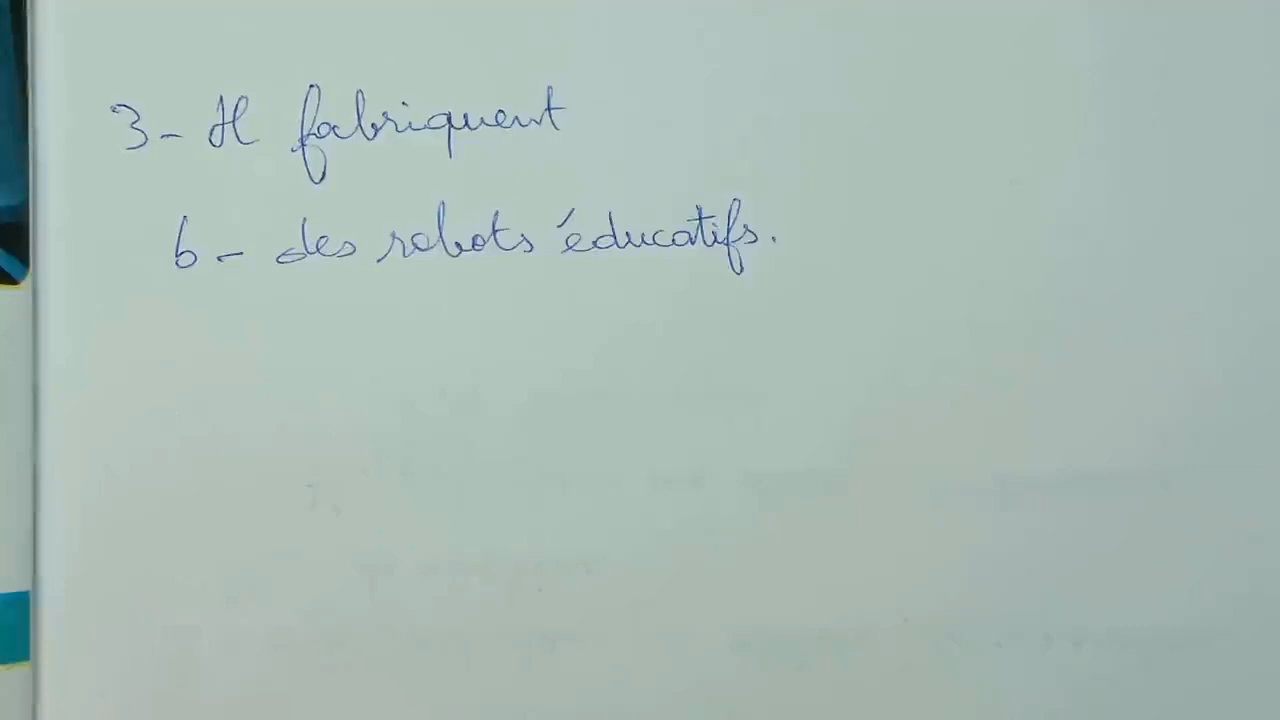 3- Il fabriquent
b- des robots éducatifs.